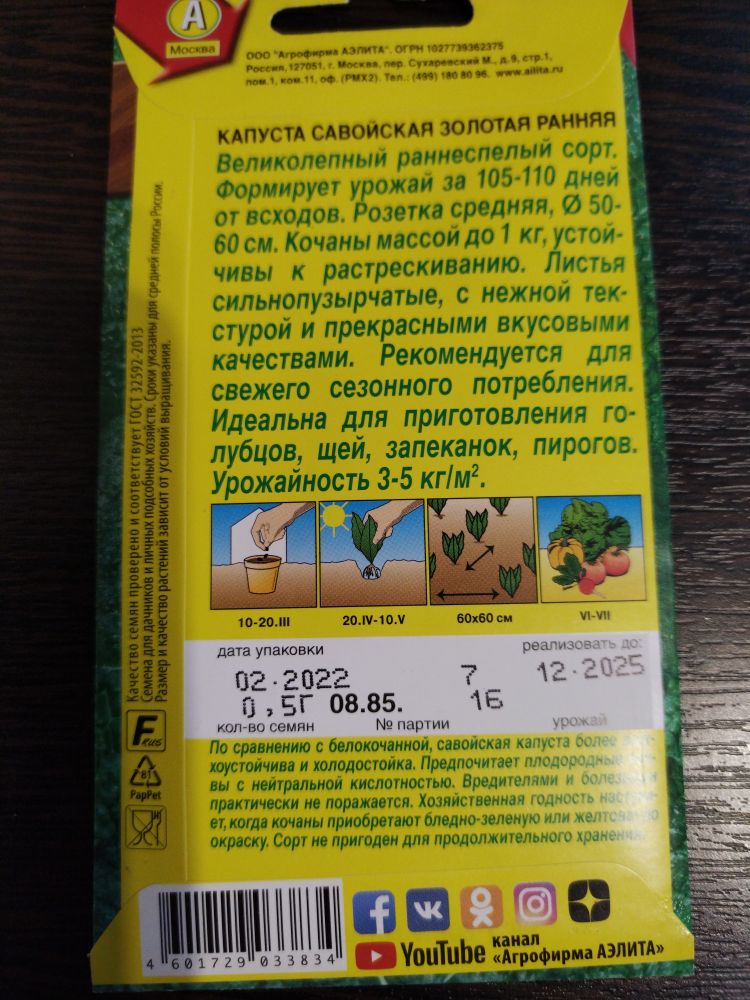 А
Москва
ООО "Агрофирма АЭЛИТА". ОГРН 1027739362375
Россия,127051, г. Москва, пер. Сухаревский М., д.9, стр.1,
пом.1, ком.11, оф. (РМХ2). Тел.: (499) 180 80 96. www.ailita.ru
КАПУСТА САВОЙСКАЯ ЗОЛОТАЯ РАННЯЯ
Великолепный раннеспелый сорт.
Формирует урожай за 105-110 дней
от всходов. Розетка средняя, Ø 50-
60 см. Кочаны массой до 1 кг, устой-
чивы к растрескиванию. Листья
сильнопузырчатые, с нежной тек-
стурой и прекрасными вкусовыми
качествами. Рекомендуется для
свежего сезонного потребления.
Идеальна для приготовления го-
лубцов, щей, запеканок, пирогов.
Урожайность 3-5 кг/м².
Качество семян проверено и соответствует ГОСТ 32592-2013
Семена для дачников и личных подсобных хозяйств. Сроки указаны для средней полосы России.
Размер и качество растений зависит от условий выращивания.
10-20.III
20.IV-10.V
60х60 см
VI-VII
дата упаковки
реализовать до:
02.2022
7
12.2025
0,5Г
08.85.
16
кол-во семян
№ партии
урожай
F RUS
81
PapPet
По сравнению с белокочанной, савойская капуста более
хоустойчива и холодостойка. Предпочитает плодородные
вы с нейтральной кислотностью. Вредителями и
практически не поражается. Хозяйственная годность
ет, когда кочаны приобретают бледно-зеленую или
окраску. Сорт не пригоден для продолжительного хранения.
4 601729 033834
YouTube канал
«Агрофирма АЭЛИТА»